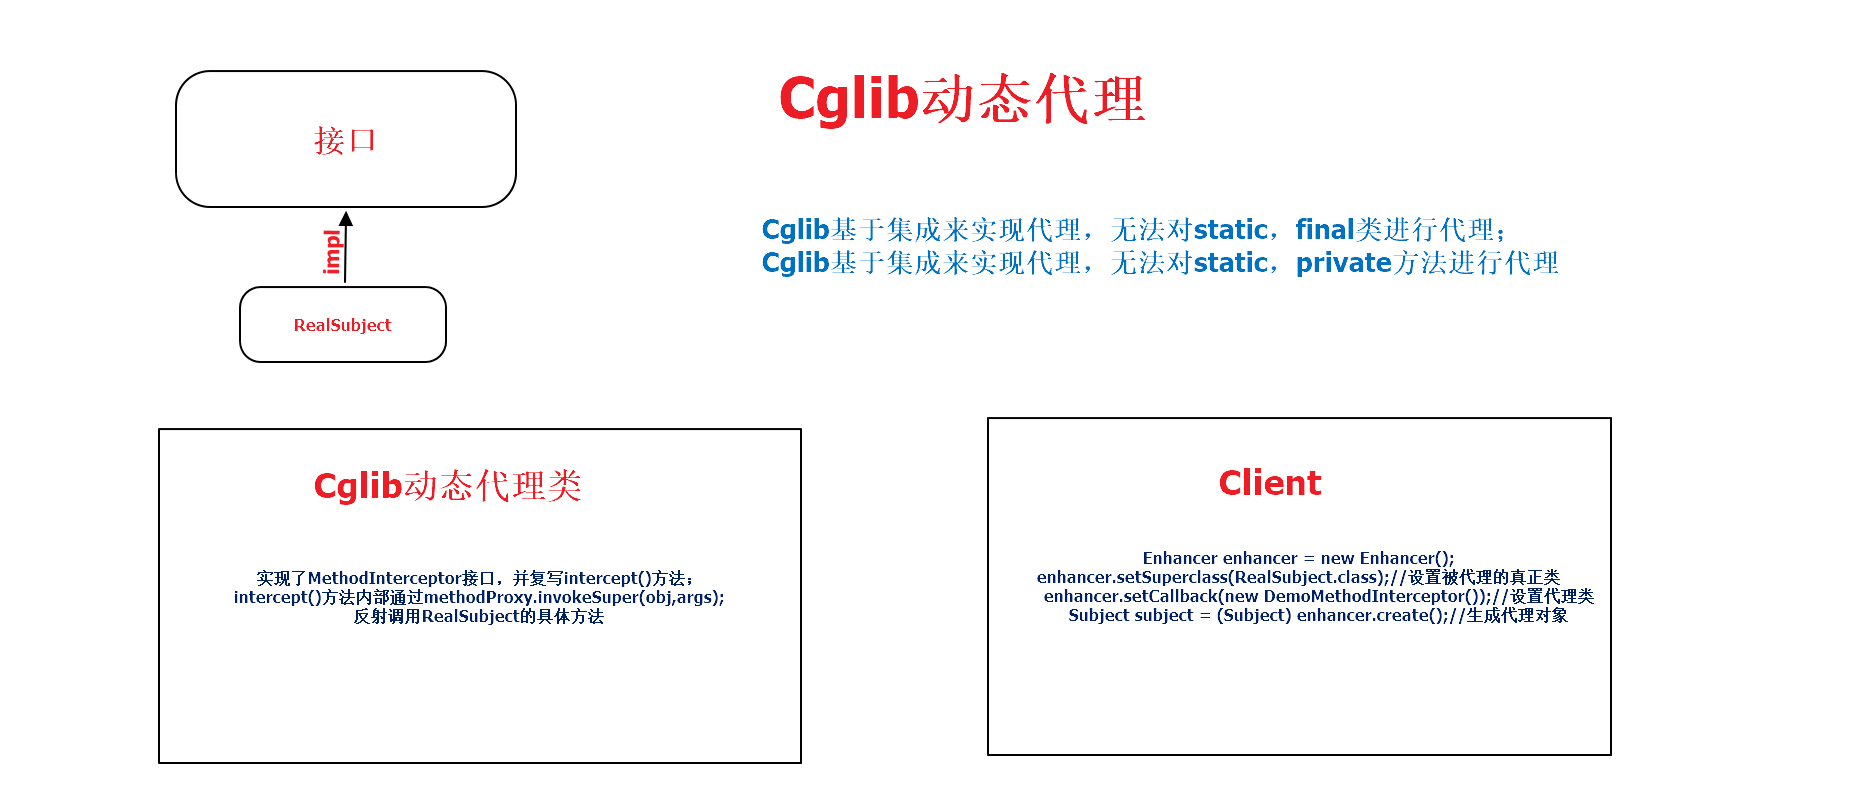 Cglib动态代理
接口
impl
RealSubject
Cglib基于集成来实现代理，无法对static，final类进行代理；
Cglib基于集成来实现代理，无法对static，private方法进行代理
Cglib动态代理类
实现了MethodInterceptor接口，并复写intercept()方法；
intercept()方法内部通过methodProxy.invokeSuper(obj,args);
反射调用RealSubject的具体方法
Client
Enhancer enhancer = new Enhancer();
enhancer.setSuperclass(RealSubject.class);//设置被代理的真正类
enhancer.setCallback(new DemoMethodInterceptor());//设置代理类
Subject subject = (Subject) enhancer.create();//生成代理对象